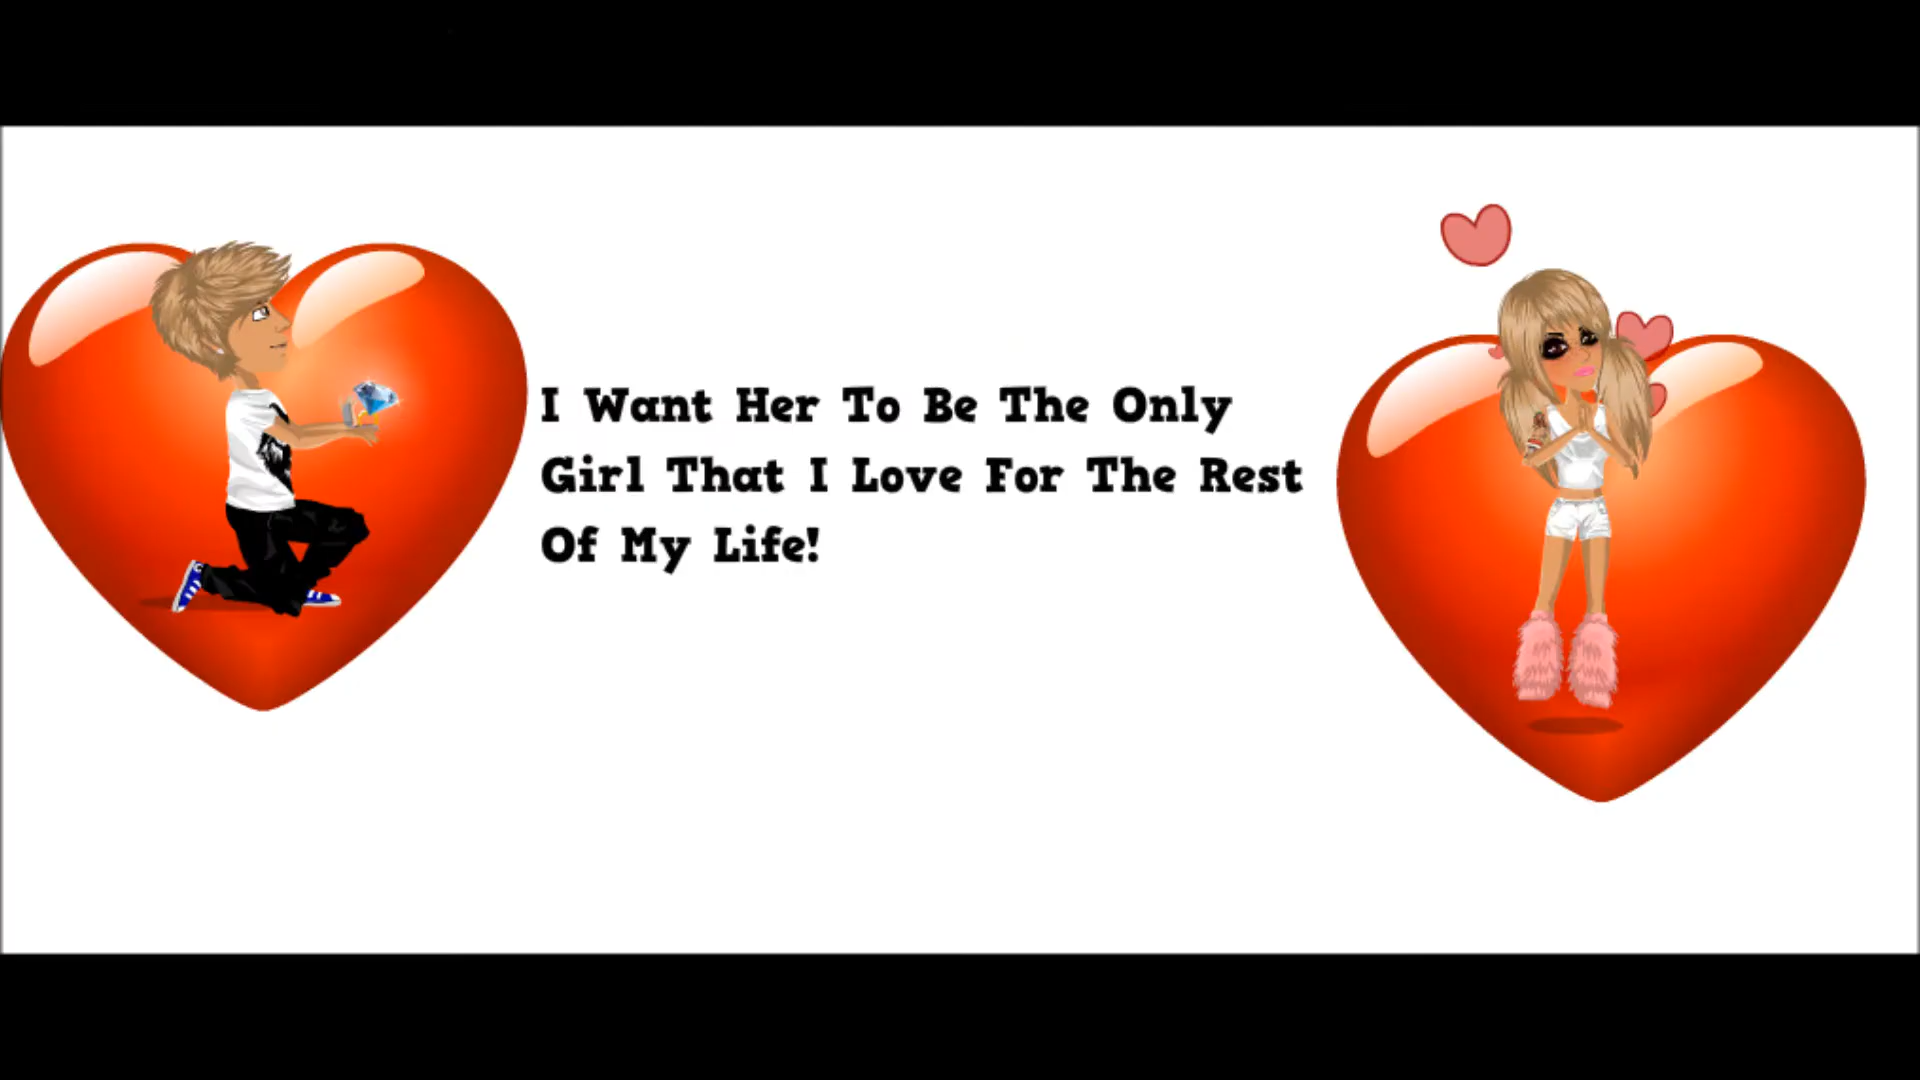 I Want Her To Be The Only
Girl That I Love For The Rest
Of My Life!